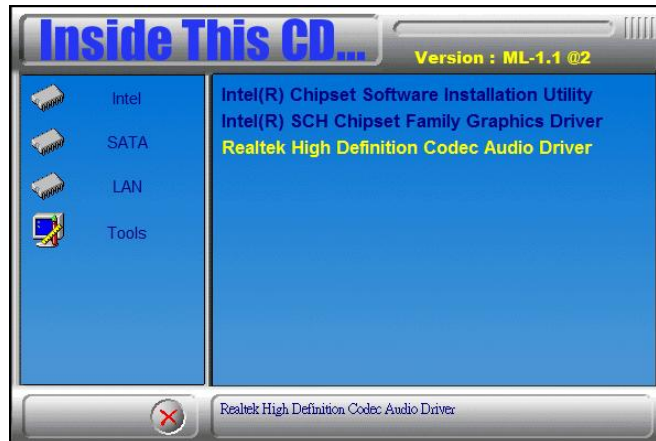 Inside This CD...
Version : ML-1.1 @2
Intel
SATA
LAN
Tools
Intel(R) Chipset Software Installation Utility
Intel(R) SCH Chipset Family Graphics Driver
Realtek High Definition Codec Audio Driver
Realtek High Definition Codec Audio Driver